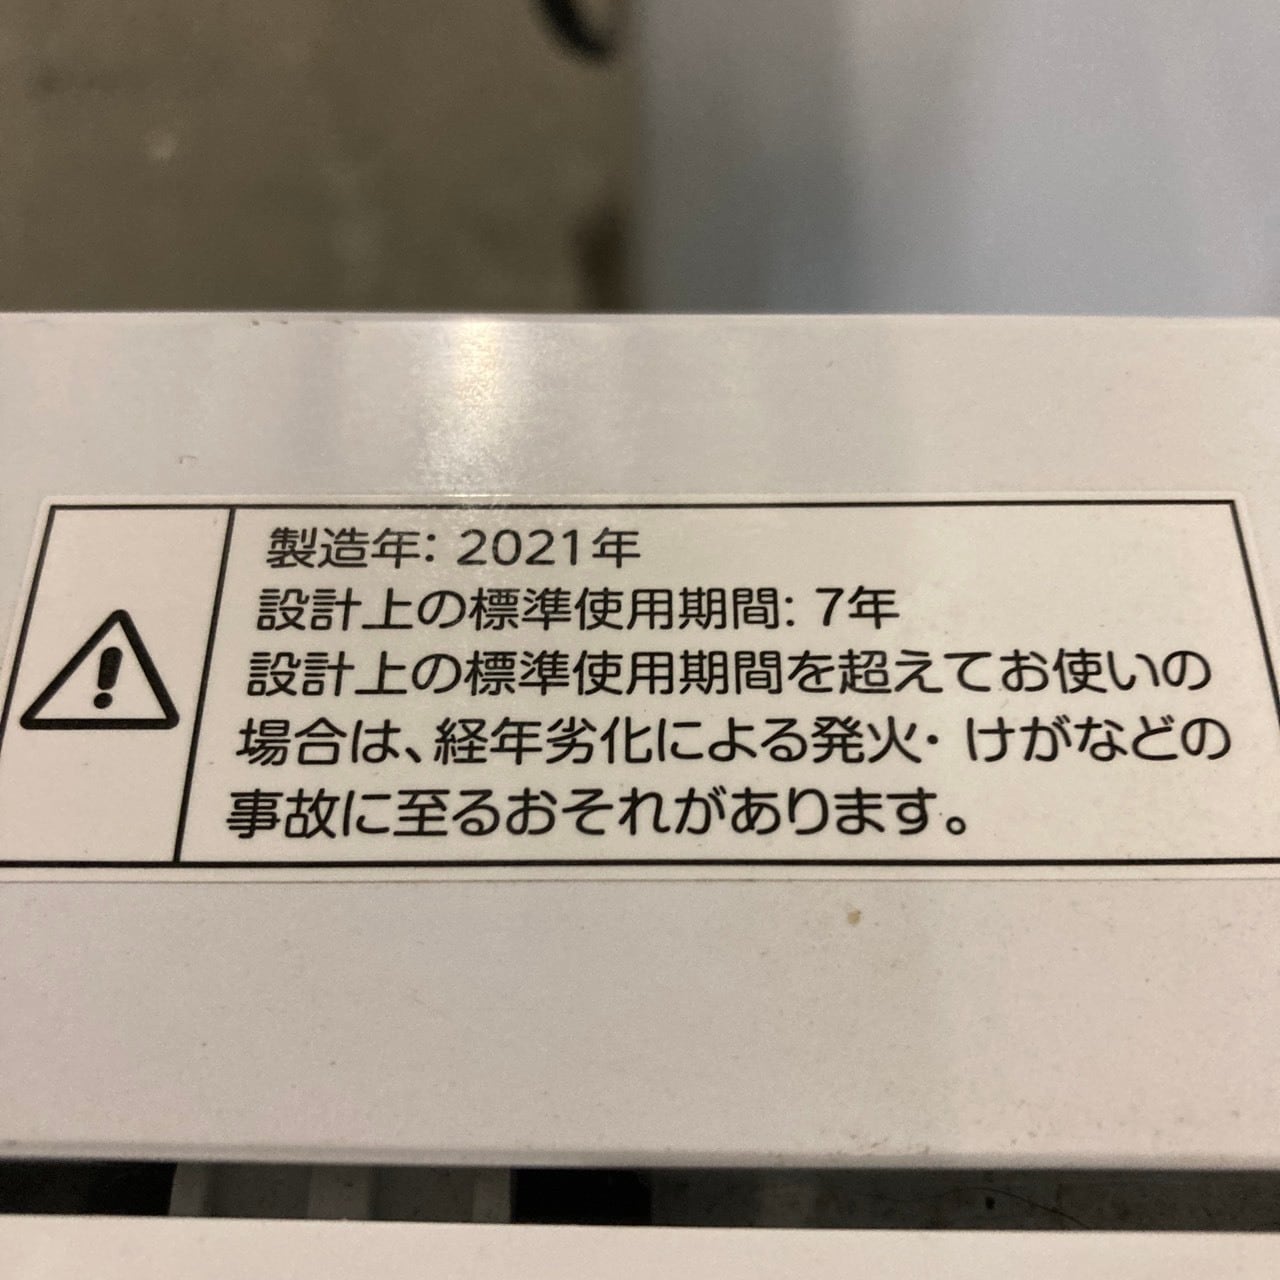 製造年: 2021年
設計上の標準使用期間: 7年
設計上の標準使用期間を超えてお使いの
場合は、経年劣化による発火・けがなどの
事故に至るおそれがあります。